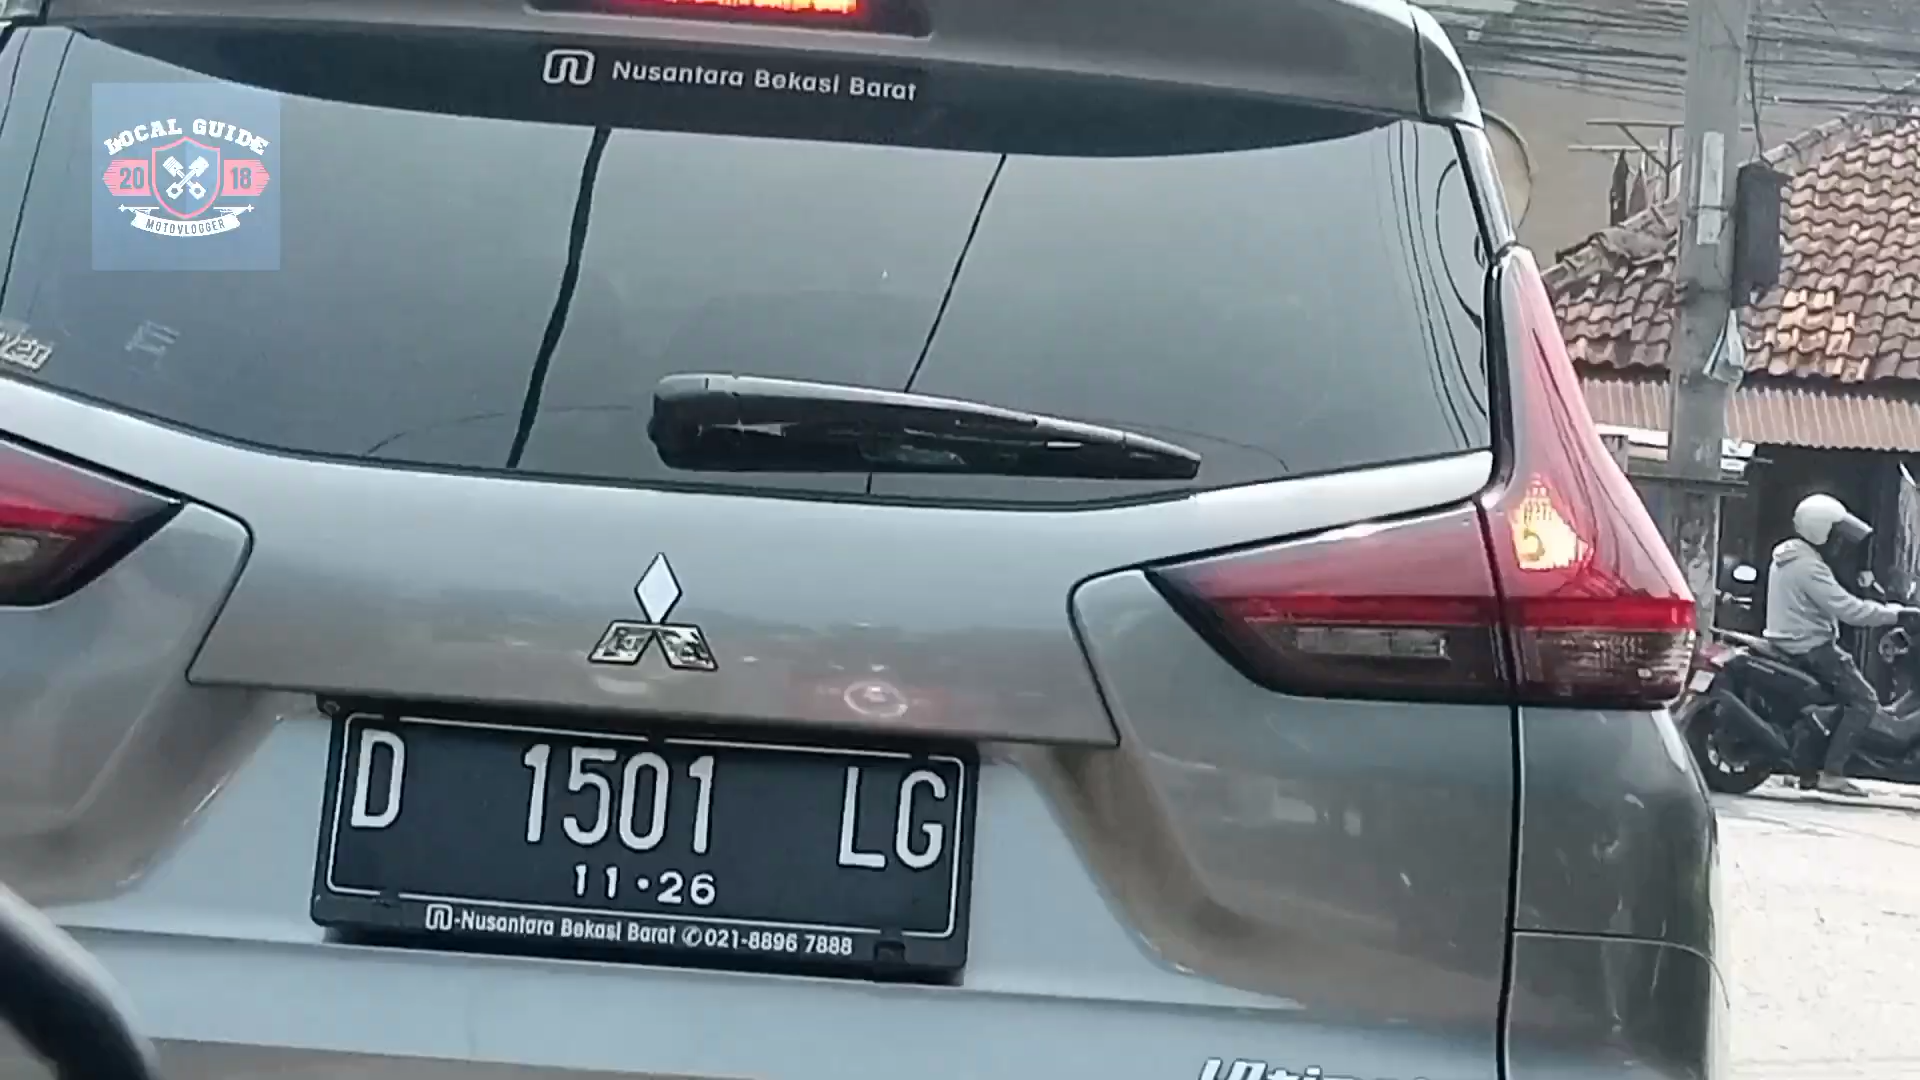 Nusantara Bekasi Barat
LOCAL GUIDE
20 18
MOTOVLOGGER
D 1501 LG
11•26
-Nusantara Bekasi Barat ✆021-8896 7888